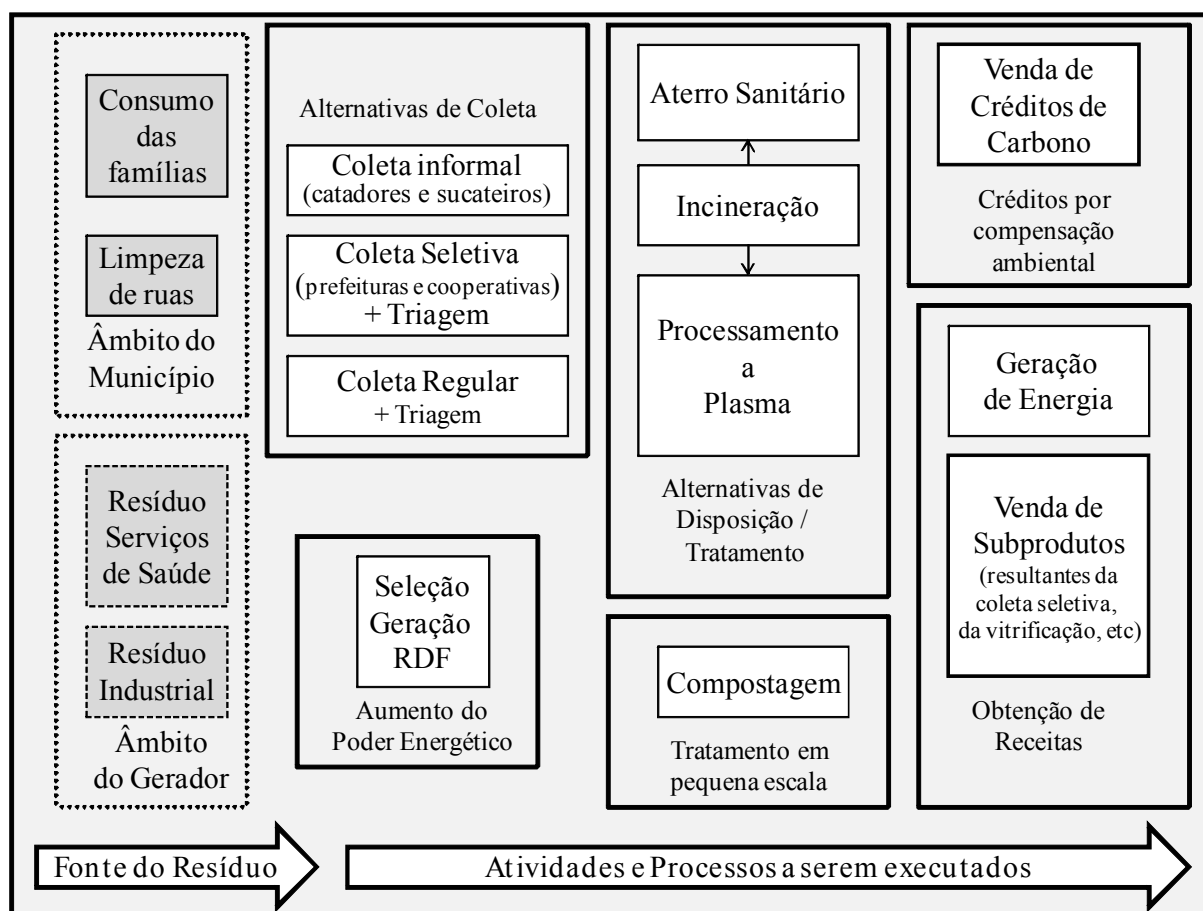 Consumo
das
famílias
Limpeza
de ruas
Âmbito do
Município
Resíduo
Serviços
de Saúde
Resíduo
Industrial
Âmbito
do Gerador
Alternativas de Coleta
Coleta informal
(catadores e sucateiros)
Coleta Seletiva
(prefeituras e cooperativas)
+ Triagem
Coleta Regular
+ Triagem
Seleção
Geração
RDF
Aumento do
Poder Energético
Aterro Sanitário
Incineração
Processamento
a
Plasma
Alternativas de
Disposição /
Tratamento
Compostagem
Tratamento em
pequena escala
Venda de
Créditos de
Carbono
Créditos por
compensação
ambiental
Geração
de Energia
Venda de
Subprodutos
(resultantes da
coleta seletiva,
da vitrificação, etc)
Obtenção de
Receitas
Fonte do Resíduo
Atividades e Processos a serem executados